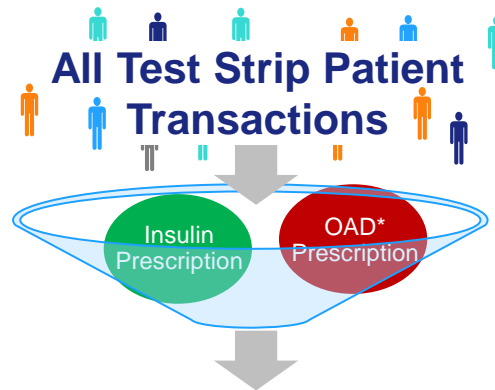 All Test Strip Patient
Transactions
Insulin
Prescription
OAD*
Prescription